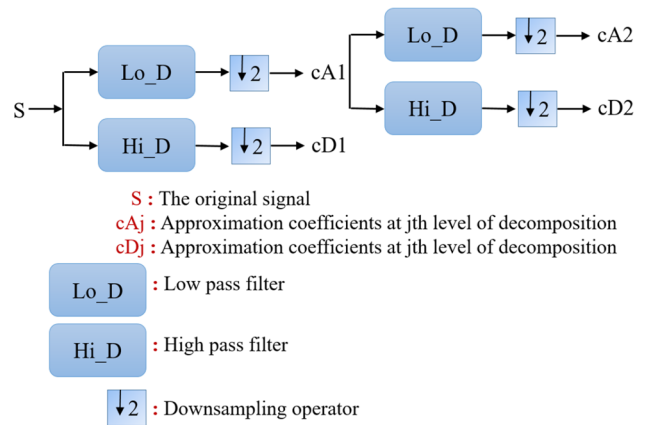 Lo_D ↓2 cA2
Lo_D ↓2 cA1
S
Hi_D ↓2 cD2
Hi_D ↓2 cD1
S : The original signal
cAj : Approximation coefficients at jth level of decomposition
cDj : Approximation coefficients at jth level of decomposition
Lo_D : Low pass filter
Hi_D : High pass filter
↓2 : Downsampling operator